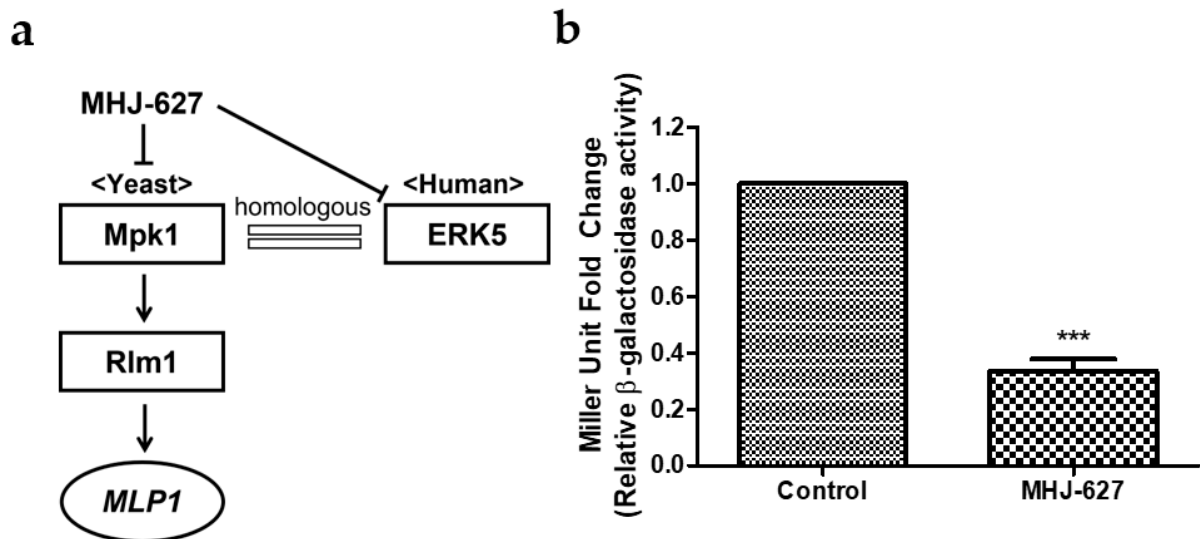 a
MHJ-627
<Yeast>
<Human>
homologous
Mpk1
ERK5
Rlm1
MLP1
b
Miller Unit Fold Change
(Relative β-galactosidase activity)
1.2
1.0
0.8
0.6
0.4
0.2
0.0
***
Control
MHJ-627